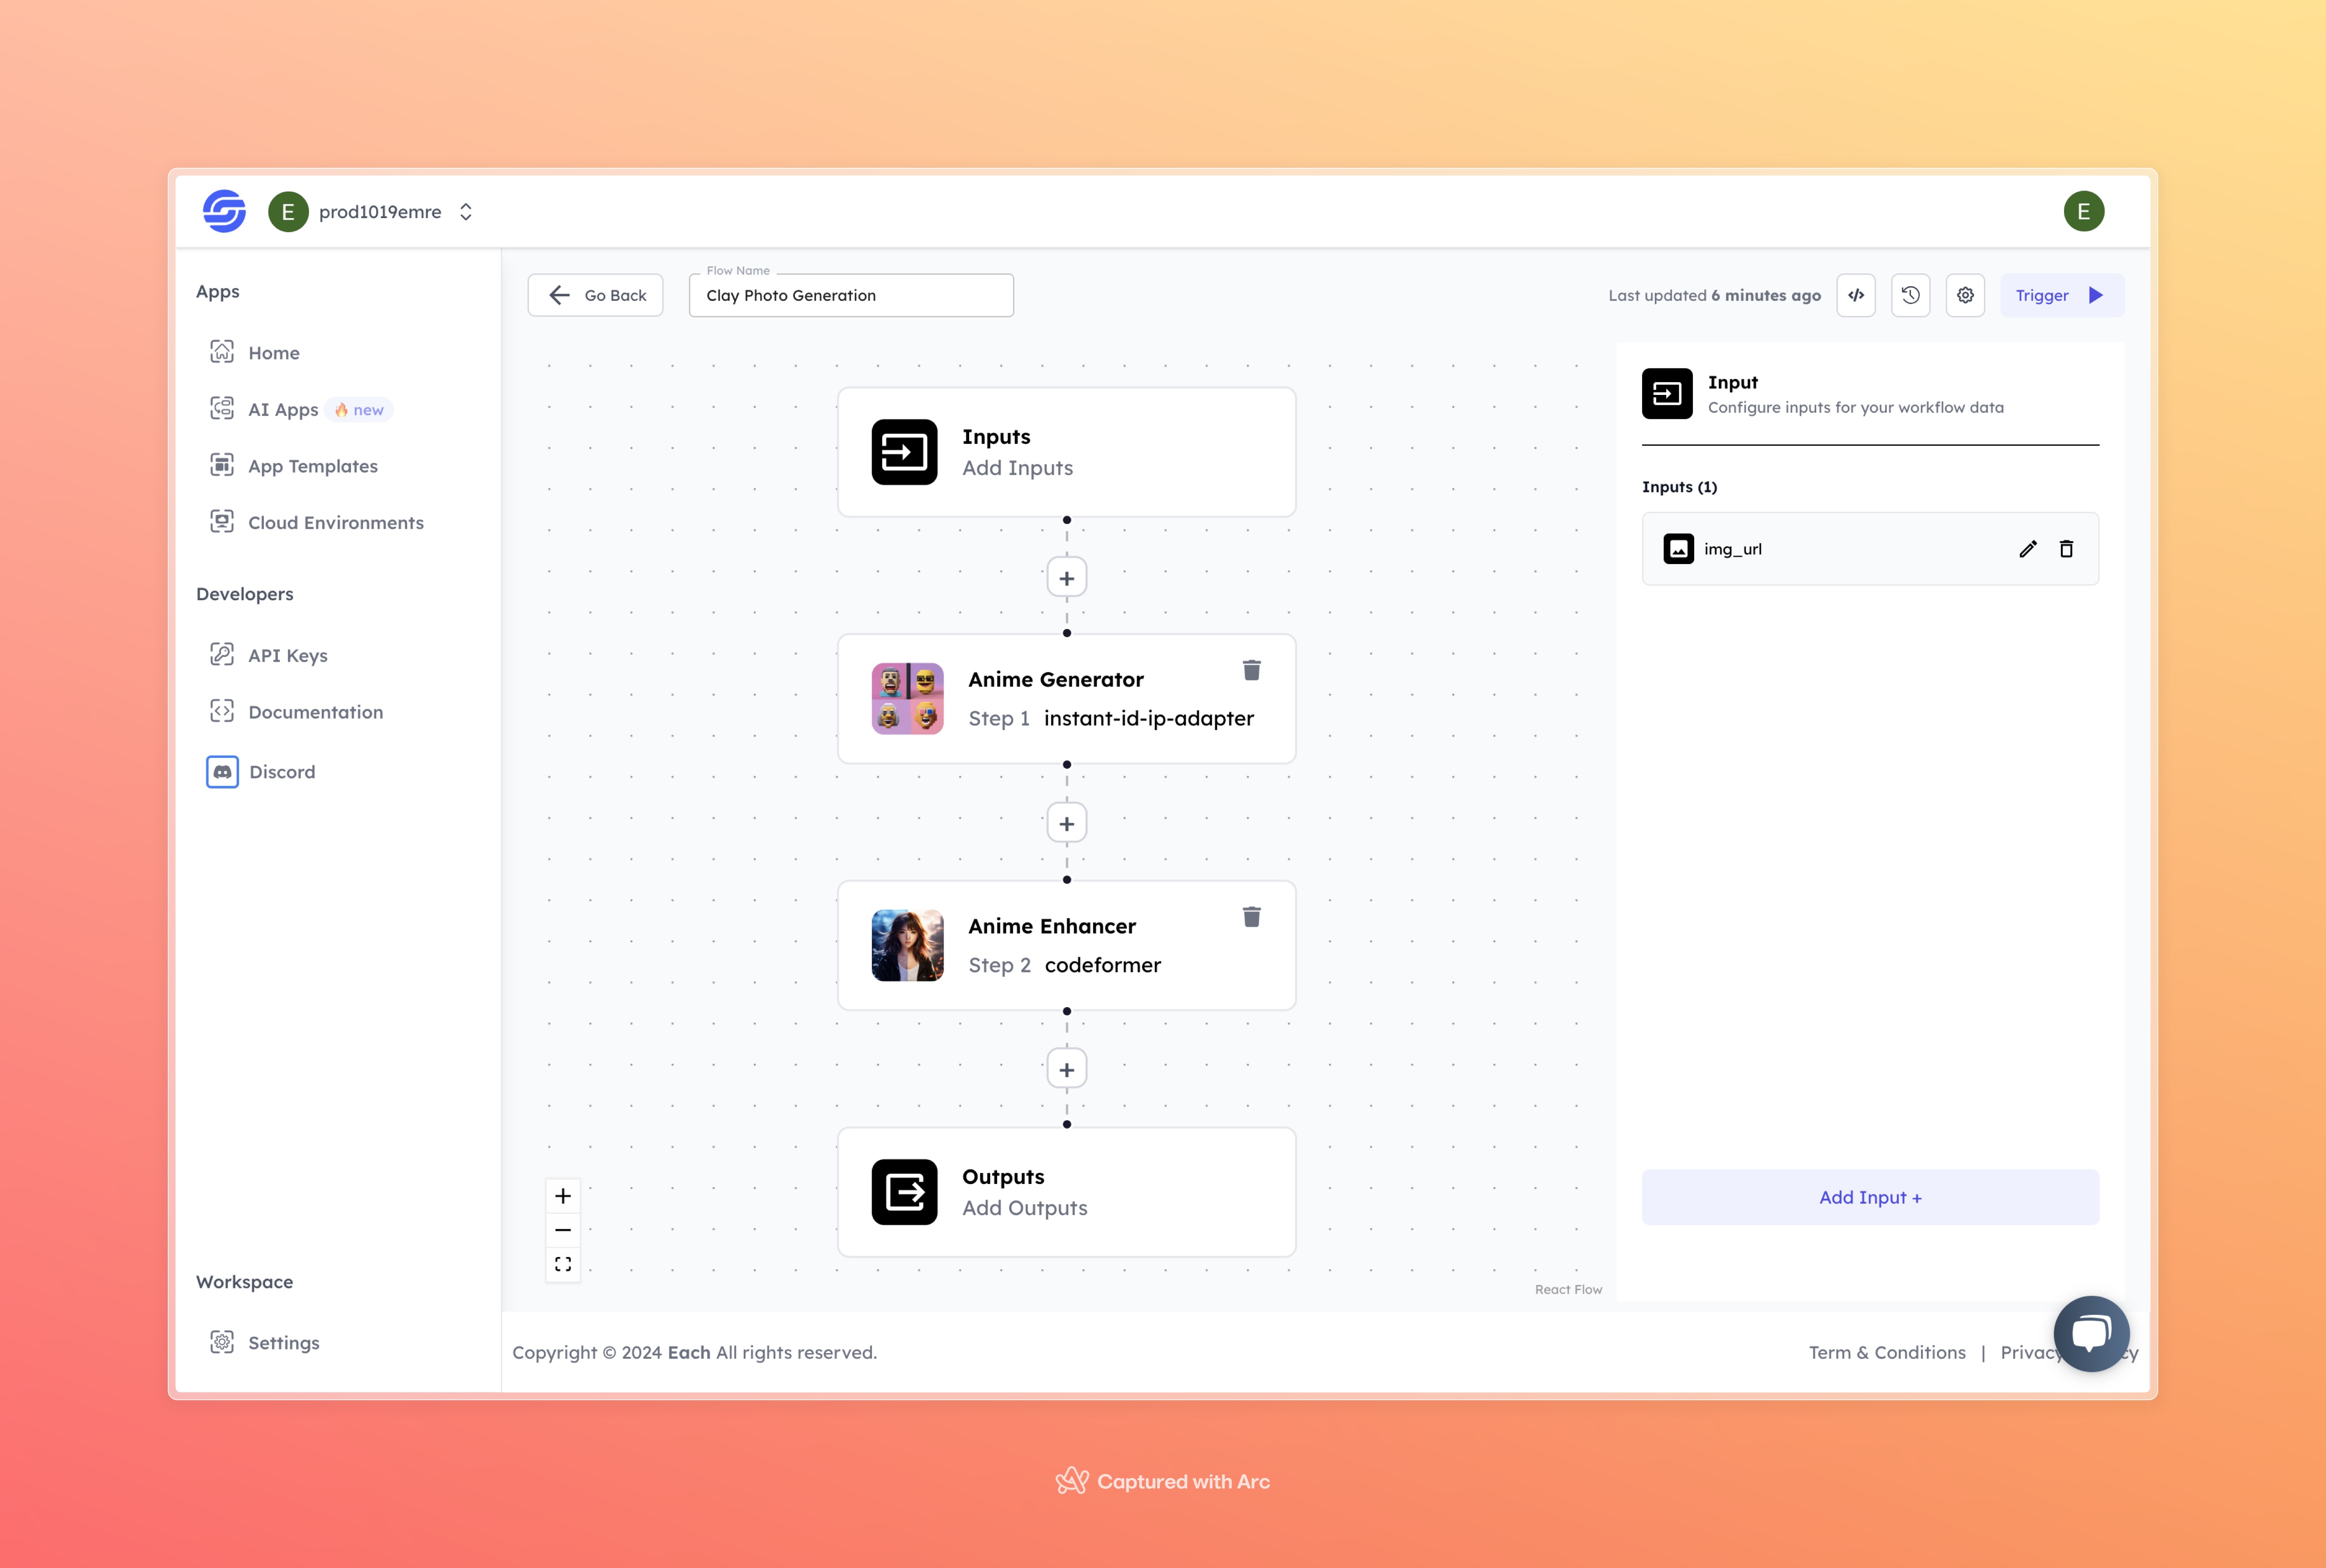 E prod1019emre
E
Apps
Home
AI Apps 🔥 new
App Templates
Cloud Environments
Developers
API Keys
Documentation
Discord
Workspace
Settings
Go Back
Flow Name
Clay Photo Generation
Last updated 6 minutes ago
Trigger
Inputs
Add Inputs
Anime Generator
Step 1 instant-id-ip-adapter
Anime Enhancer
Step 2 codeformer
Outputs
Add Outputs
React Flow
Input
Configure inputs for your workflow data
Inputs (1)
img_url
Add Input +
Copyright © 2024 Each All rights reserved.
Term & Conditions | Privacy
Captured with Arc